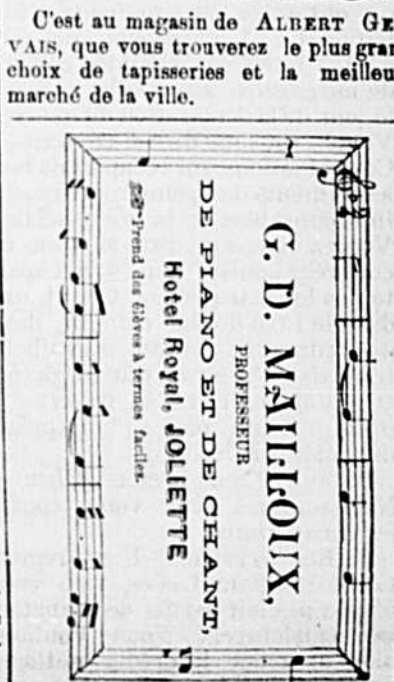 C'est au magasin de ALBERT GE
VAIS, que vous trouverez le plus gran
choix de tapisseries et la meilleu
marché de la ville.
G. D. MAILLOUX,
PROFESSEUR
DE PIANO ET DE CHANT
Hotel Royal, JOLIETTE
Prend des élèves à termes faciles.